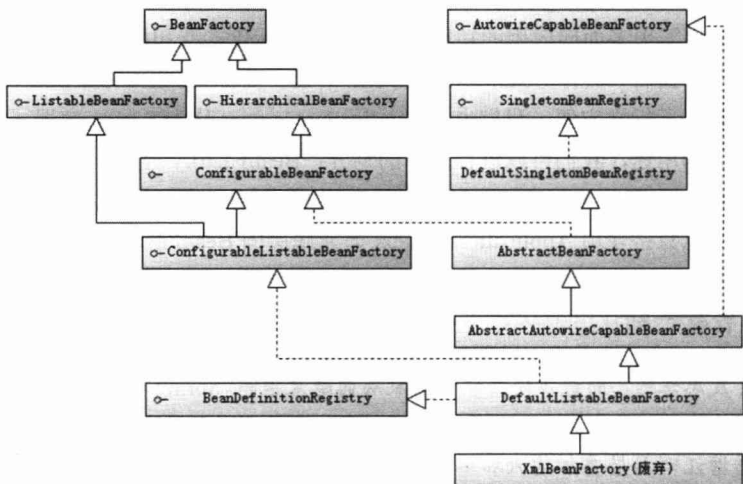 BeanFactory
AutowireCapableBeanFactory
ListableBeanFactory
HierarchicalBeanFactory
SingletonBeanRegistry
ConfigurableBeanFactory
DefaultSingletonBeanRegistry
ConfigurableListableBeanFactory
AbstractBeanFactory
AbstractAutowireCapableBeanFactory
BeanDefinitionRegistry
DefaultListableBeanFactory
XmlBeanFactory(废弃)